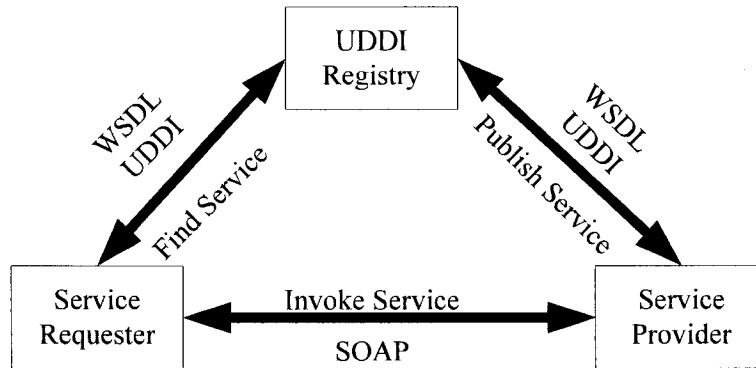 UDDI
Registry
WSDL
UDDI
Find Service
WSDL
UDDI
Publish Service
Service
Requester
Invoke Service
SOAP
Service
Provider